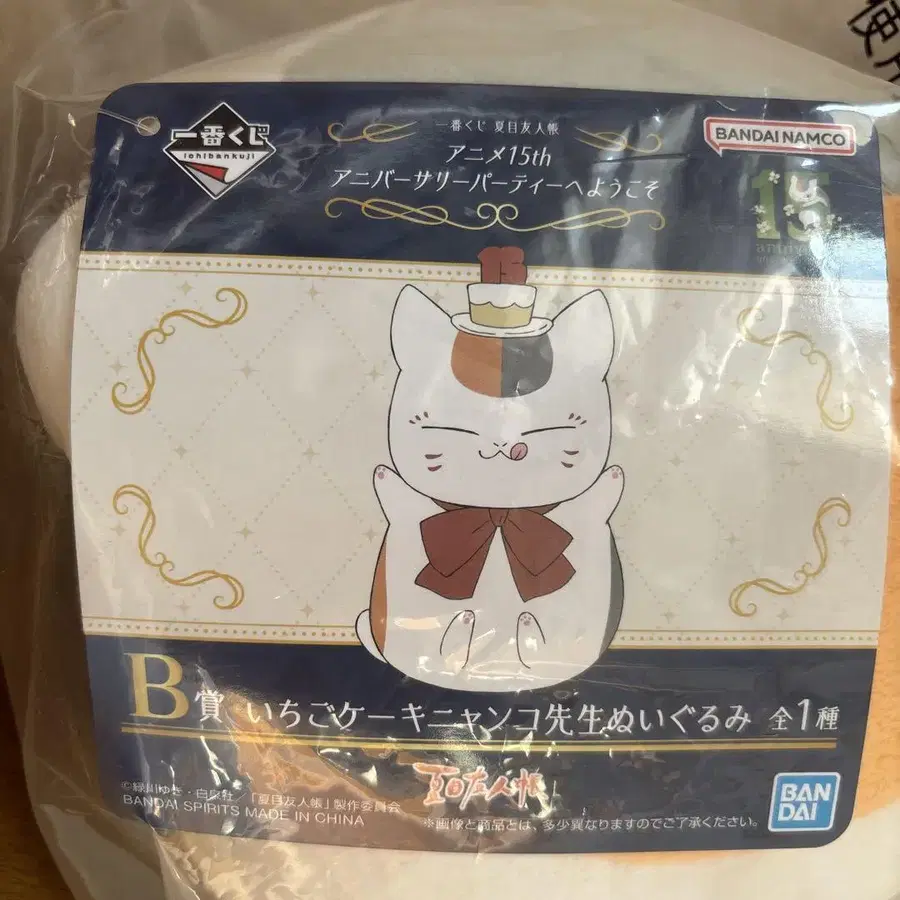 一番くじ
ichibankuji
一番くじ 夏目友人帳
アニメ15th
アニバーサリーパーティーへようこそ
BANDAI NAMCO
15
15
B賞 いちごケーキニャンコ先生ぬいぐるみ 全1種
夏目友人帳
©緑川ゆき・白泉社/「夏目友人帳」製作委員会
BANDAI SPIRITS MADE IN CHINA
※画像と商品とは、多少異なりますのでご了承ください。
BAN
DAI